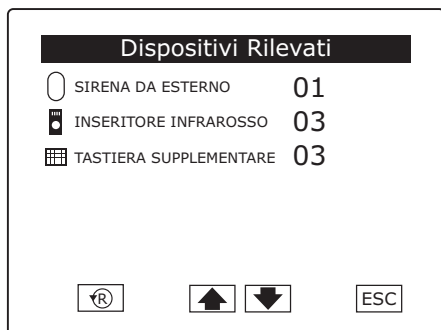 Dispositivi Rilevati
SIRENA DA ESTERNO 01
INSERITORE INFRAROSSO 03
TASTIERA SUPPLEMENTARE 03
R ESC